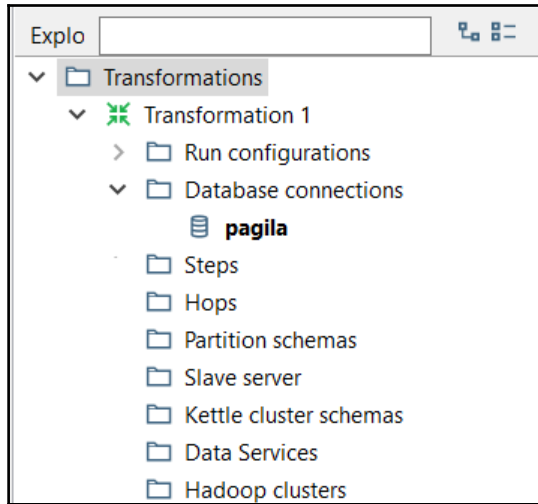 Explo
Transformations
Transformation 1
Run configurations
Database connections
pagila
Steps
Hops
Partition schemas
Slave server
Kettle cluster schemas
Data Services
Hadoop clusters